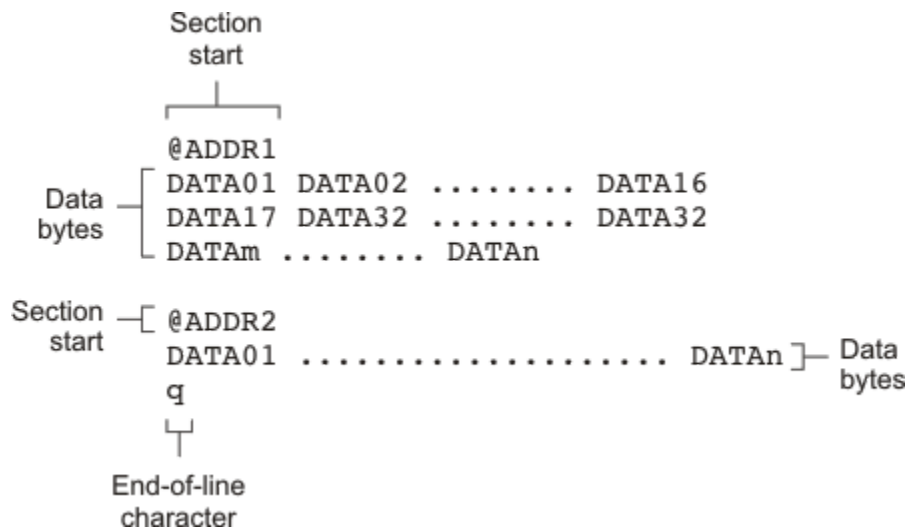 Section
start
@ADDR1
Data
bytes
DATA01 DATA02 ........ DATA16
DATA17 DATA32 ........ DATA32
DATAm ........ DATAn
Section
start
@ADDR2
DATA01 ..................... DATAn
Data
bytes
q
End-of-line
character